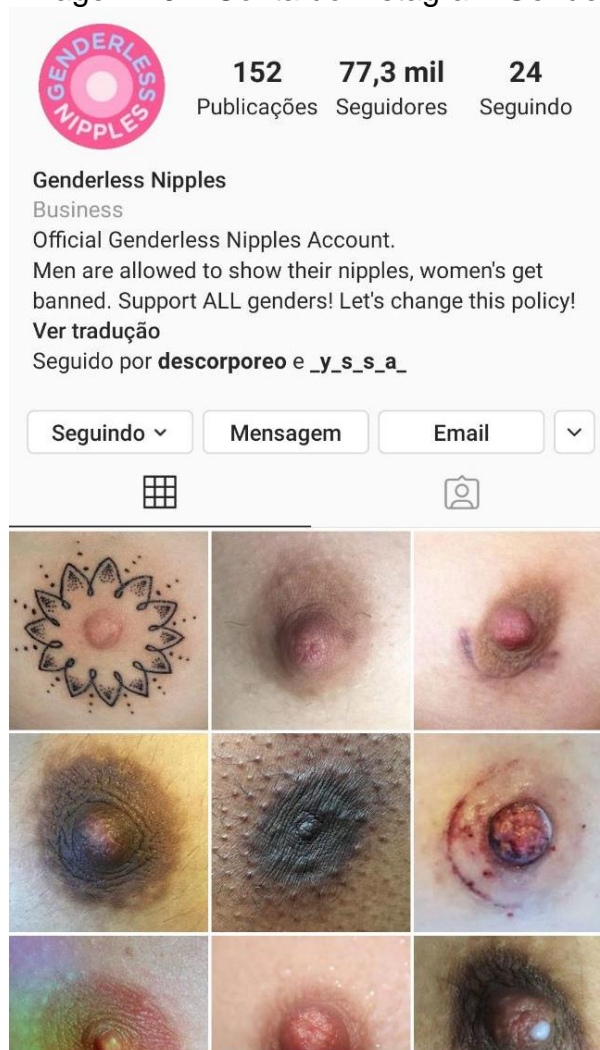 GENDERLESS
NIPPLES
152 77,3 mil 24
Publicações Seguidores Seguindo
Genderless Nipples
Business
Official Genderless Nipples Account.
Men are allowed to show their nipples, women's get
banned. Support ALL genders! Let's change this policy!
Ver tradução
Seguido por descorporeo e _y_s_s_a_
Seguindo Mensagem Email